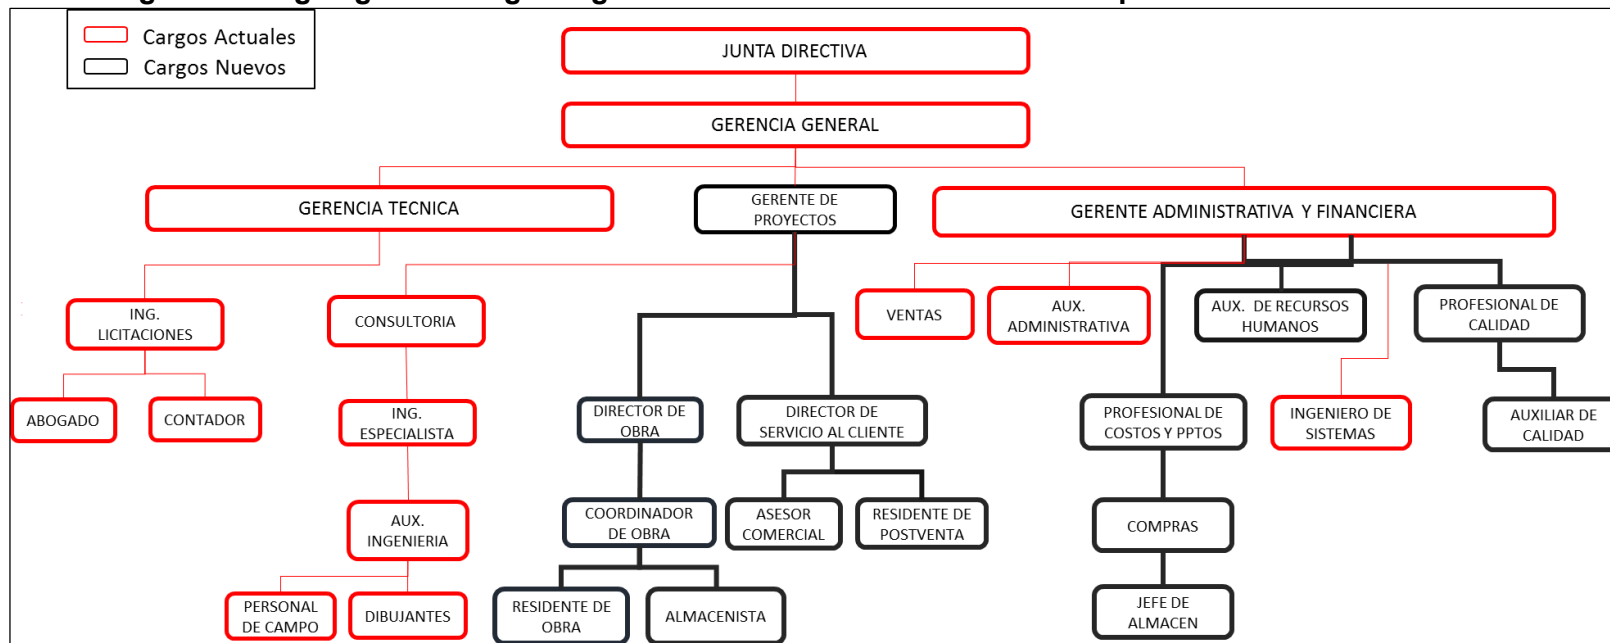 Cargos Actuales
Cargos Nuevos
JUNTA DIRECTIVA
GERENCIA GENERAL
GERENCIA TECNICA
GERENTE DE
PROYECTOS
GERENTE ADMINISTRATIVA Y FINANCIERA
ING.
LICITACIONES
CONSULTORIA
VENTAS
AUX.
ADMINISTRATIVA
AUX. DE RECURSOS
HUMANOS
PROFESIONAL DE
CALIDAD
ABOGADO
CONTADOR
ING.
ESPECIALISTA
DIRECTOR DE
OBRA
DIRECTOR DE
SERVICIO AL CLIENTE
PROFESIONAL DE
COSTOS Y PPTOS
INGENIERO DE
SISTEMAS
AUXILIAR DE
CALIDAD
AUX.
INGENIERIA
COORDINADOR
DE OBRA
ASESOR
COMERCIAL
RESIDENTE DE
POSTVENTA
COMPRAS
PERSONAL
DE CAMPO
DIBUJANTES
RESIDENTE DE
OBRA
ALMACENISTA
JEFE DE
ALMACEN